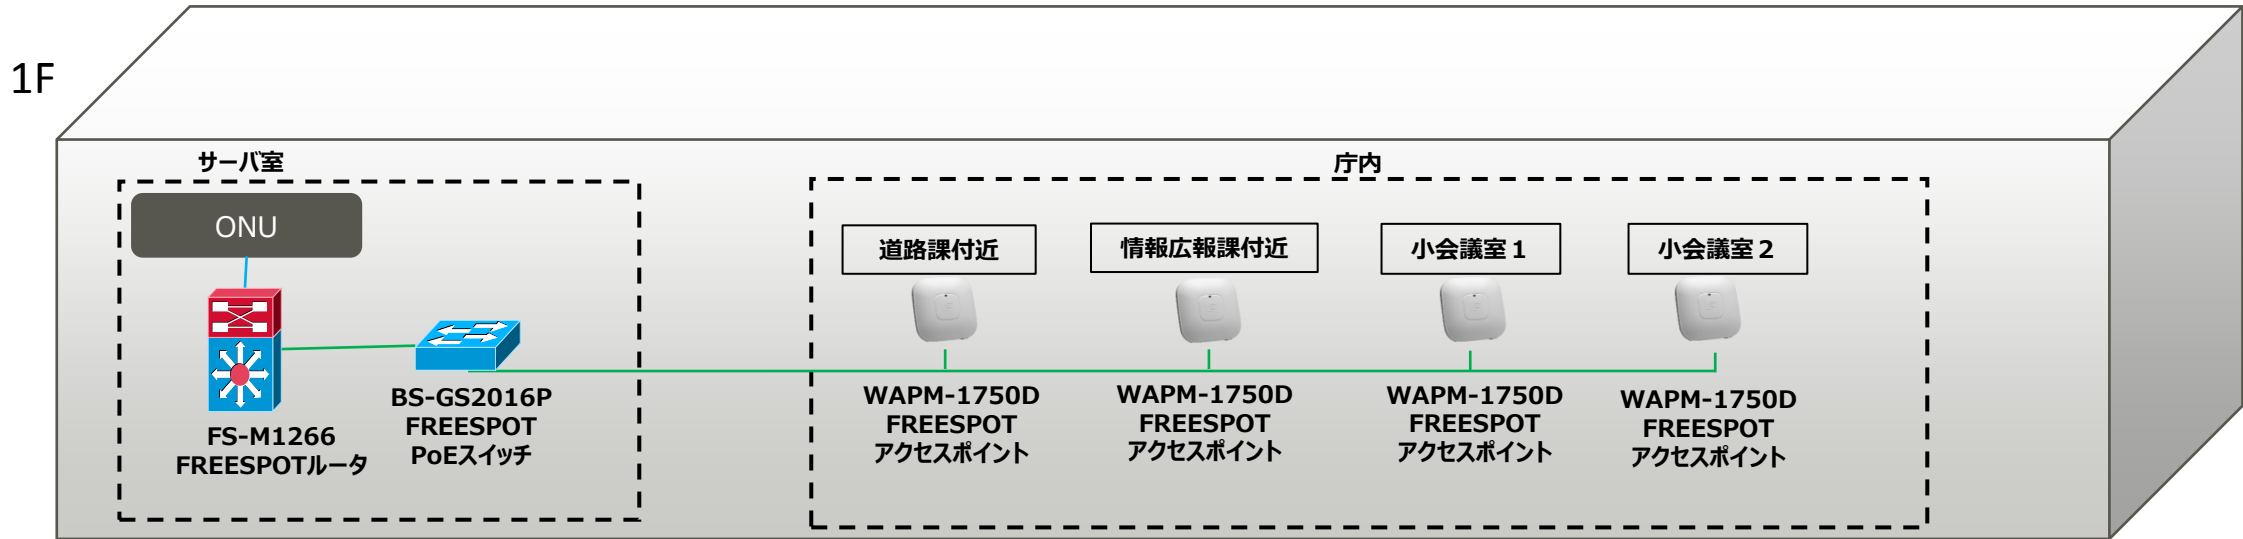 1F
サーバ室
ONU
FS-M1266
FREESPOTルータ
BS-GS2016P
FREESPOT
PoEスイッチ
庁内
道路課付近
WAPM-1750D
FREESPOT
アクセスポイント
情報広報課付近
WAPM-1750D
FREESPOT
アクセスポイント
小会議室１
WAPM-1750D
FREESPOT
アクセスポイント
小会議室２
WAPM-1750D
FREESPOT
アクセスポイント